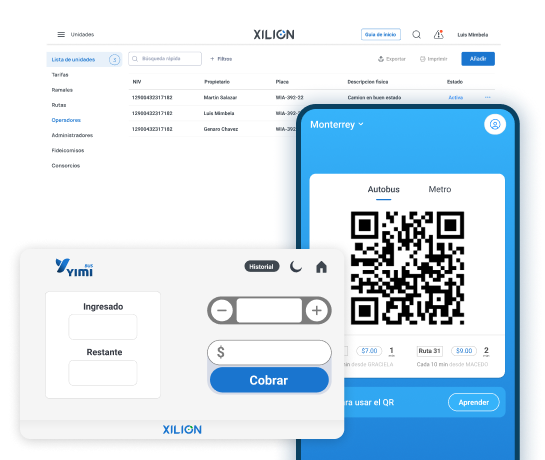 Unidades
XILION
Guía de inicio
Luis Mimbela
Lista de unidades
Búsqueda rápida
+ Filtros
Exportar
Imprimir
Añadir
Tarifas
Ramales
Rutas
Operadores
Administradores
Fideicomisos
Consorcios
NIV Propietario Placa Descripción física Estado
12900432317182 Martin Salazar WIA-392-22 Camion en buen estado Activa ...
12900432317182 Luis Mimbela WIA-392-
12900432317182 Genaro Chavez WIA-392
Monterrey
Autobus Metro
$7.00 1 Ruta 31 $9.00 2
min desde GRACIELA Cada 10 min desde MACEDO
ra usar el QR Aprender
YIMI BUS
Historial
Ingresado
Restante
− +
$
Cobrar
XILION